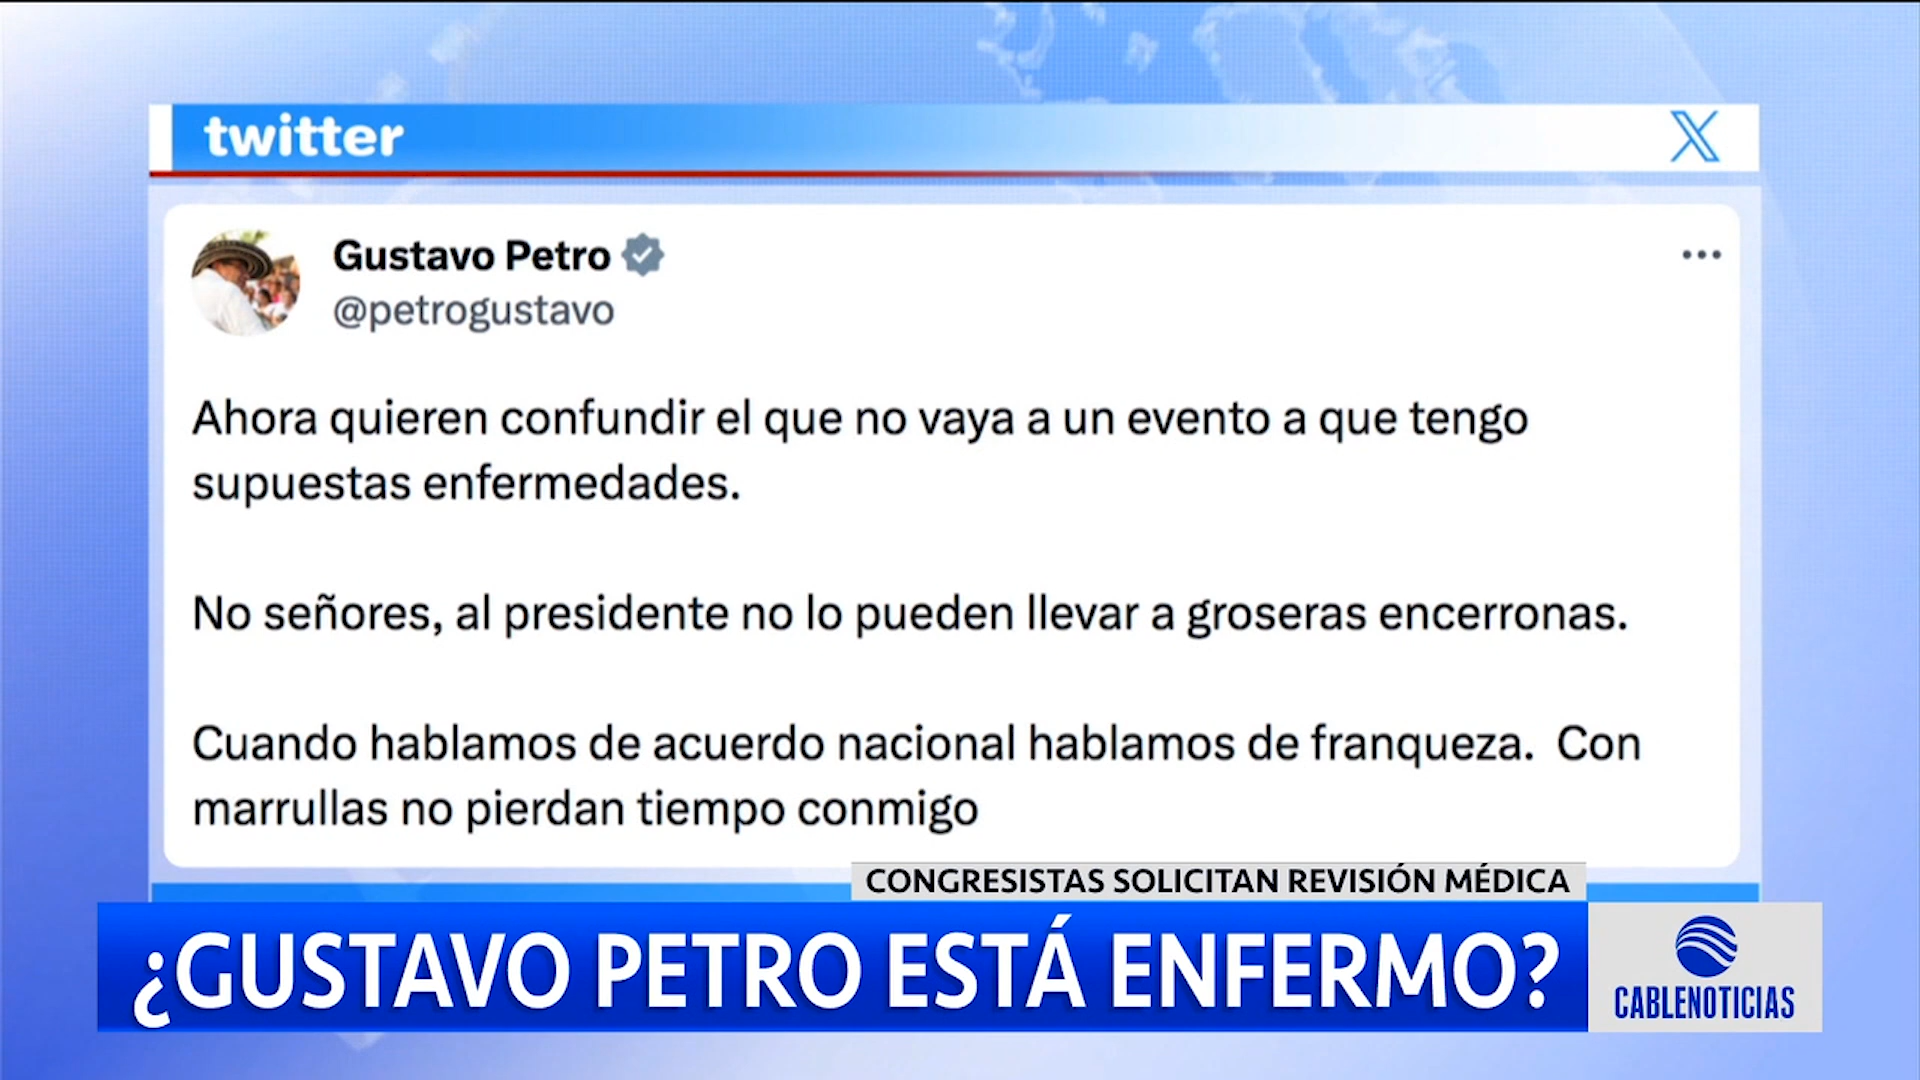 twitter
Gustavo Petro
@petrogustavo
Ahora quieren confundir el que no vaya a un evento a que tengo
supuestas enfermedades.
No señores, al presidente no lo pueden llevar a groseras encerronas.
Cuando hablamos de acuerdo nacional hablamos de franqueza.  Con
marrullas no pierdan tiempo conmigo
CONGRESISTAS SOLICITAN REVISIÓN MÉDICA
¿GUSTAVO PETRO ESTÁ ENFERMO?
CABLENOTICIAS